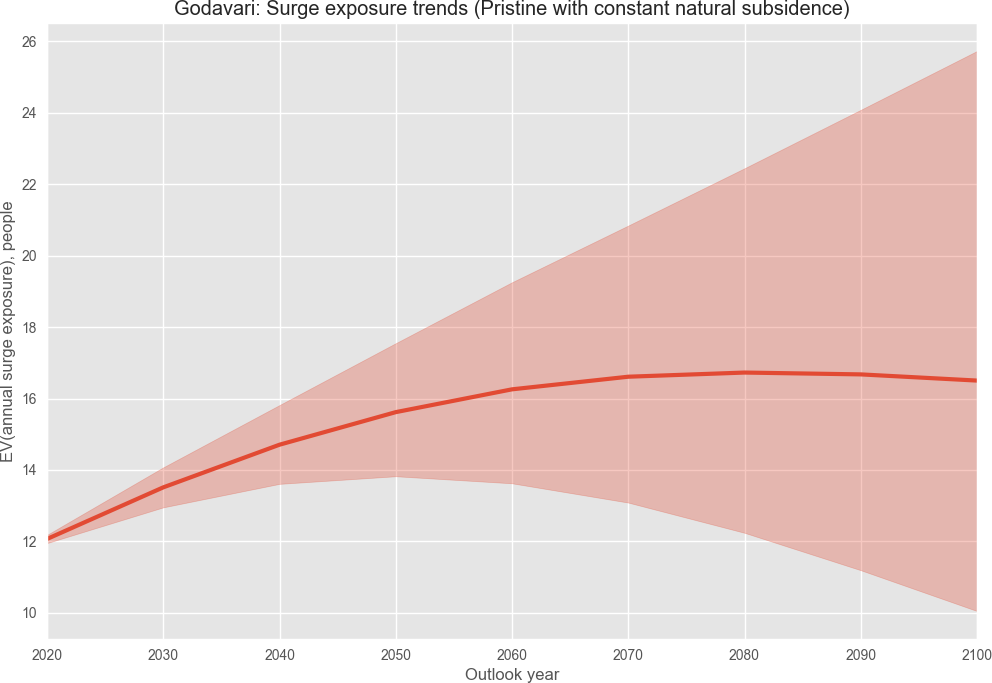 Godavari: Surge exposure trends (Pristine with constant natural subsidence)
EV(annual surge exposure), people
26
24
22
20
18
16
14
12
10
2020 2030 2040 2050 2060 2070 2080 2090 2100
Outlook year